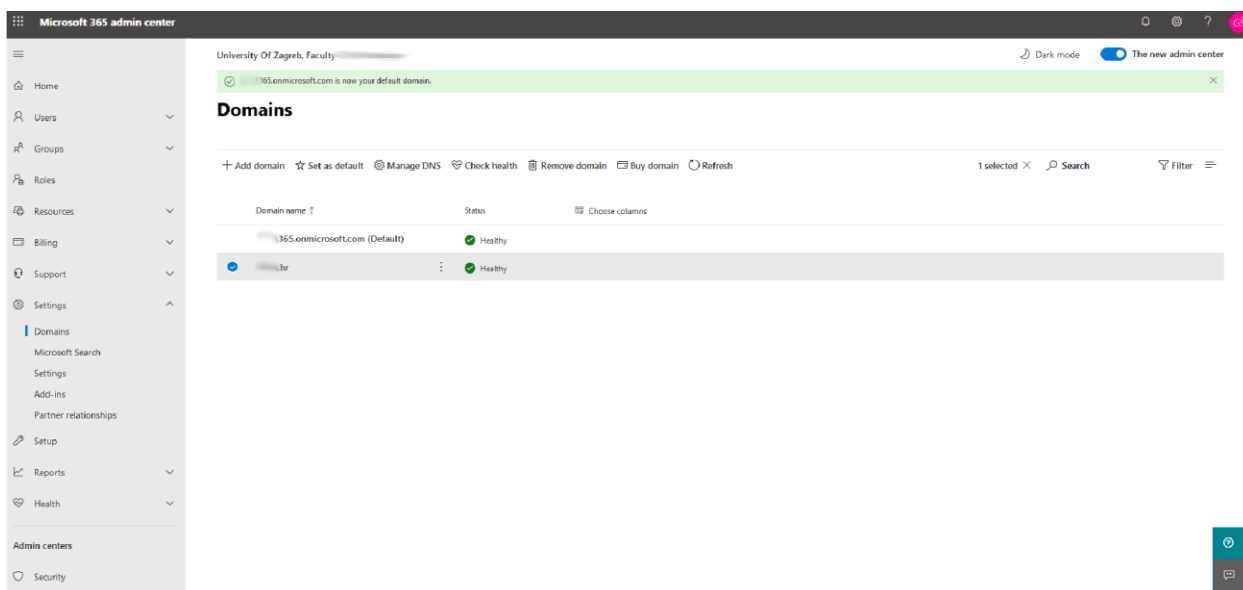 Microsoft 365 admin center
University Of Zagreb, Faculty
Dark mode
The new admin center
365.onmicrosoft.com is now your default domain.
Domains
Add domain Set as default Manage DNS Check health Remove domain Buy domain Refresh
1 selected Search Filter
Domain name ↑ Status Choose columns
365.onmicrosoft.com (Default) Healthy
.hr Healthy
Home
Users
Groups
Roles
Resources
Billing
Support
Settings
Domains
Microsoft Search
Settings
Add-ins
Partner relationships
Setup
Reports
Health
Admin centers
Security